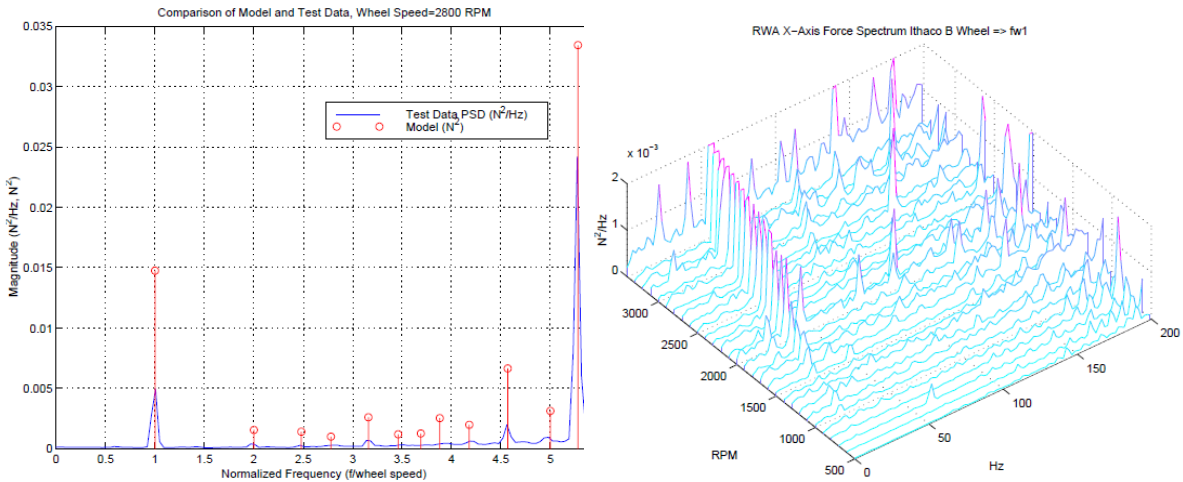 Comparison of Model and Test Data, Wheel Speed=2800 RPM
0.035
0.03
0.025
0.02
0.015
0.01
0.005
0
Magnitude (N²/Hz, N²)
Test Data PSD (N²/Hz)
Model (N²)
0 0.5 1 1.5 2 2.5 3 3.5 4 4.5 5
Normalized Frequency (f/wheel speed)
RWA X−Axis Force Spectrum Ithaco B Wheel => fw1
x 10⁻³
2
1
0
N²/Hz
3000
2500
2000
1500
1000
500
RPM
0
50
100
150
200
Hz